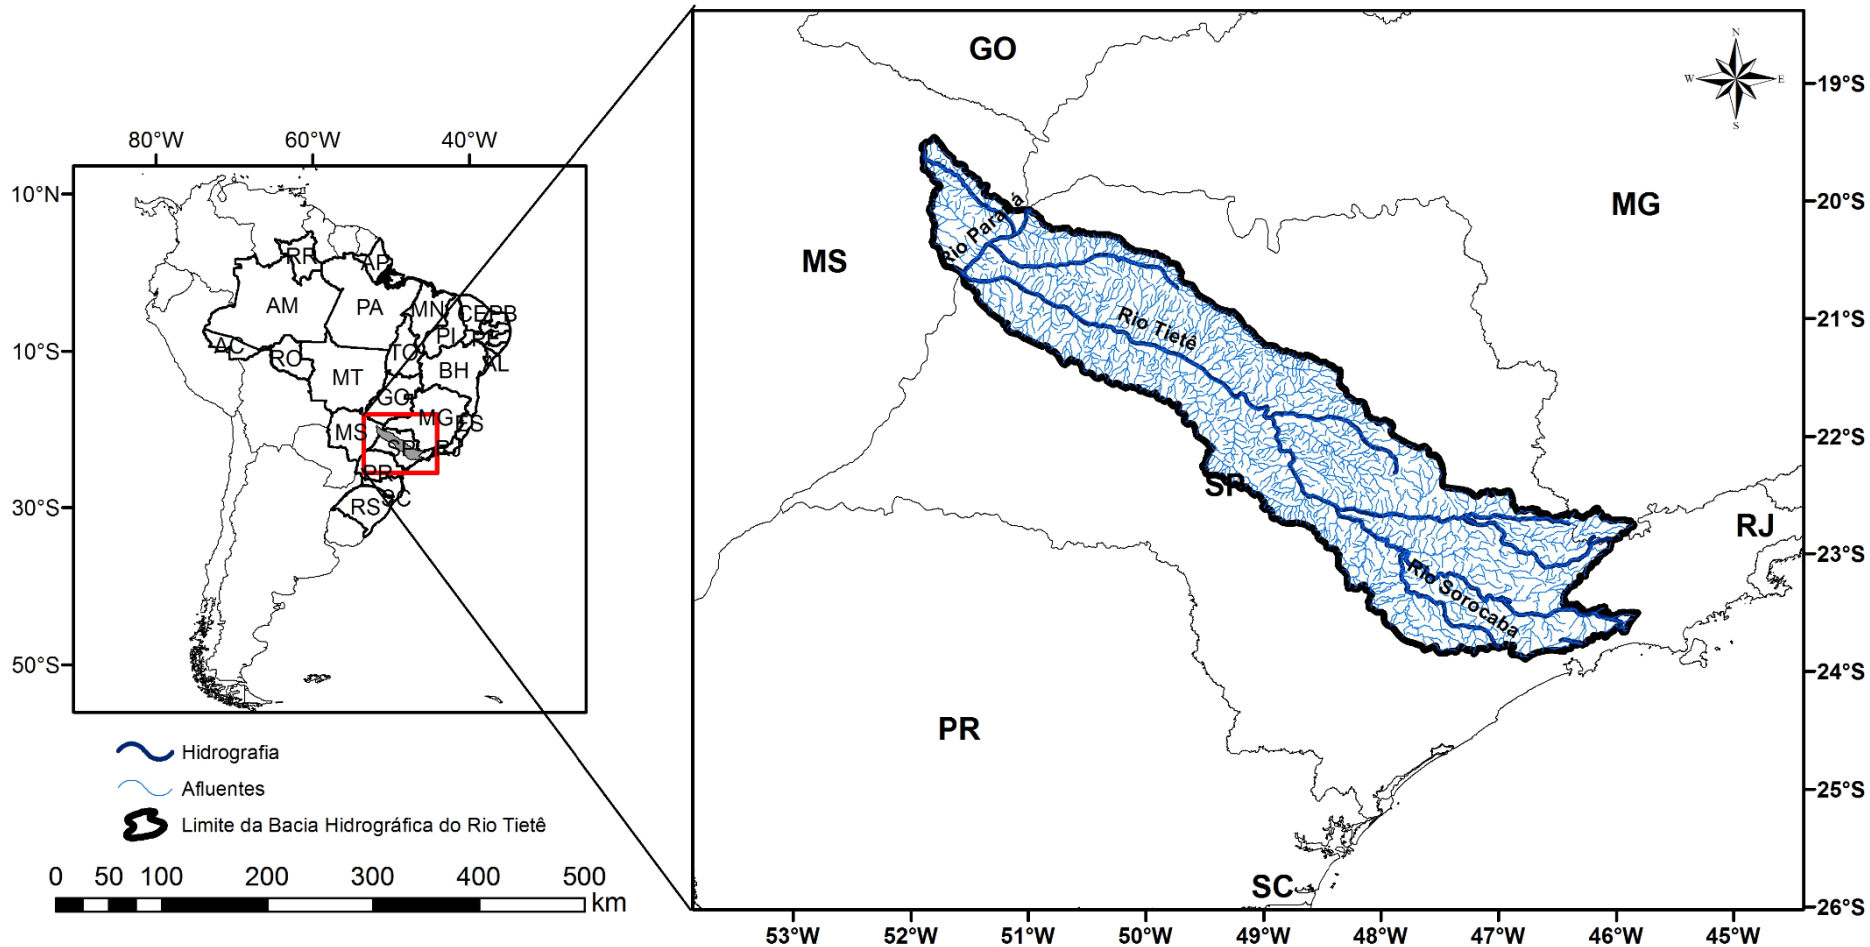 80°W 60°W 40°W
10°N
10°S
30°S
50°S
RR
AP
AM
PA
MN
CE
PB
PI
PE
AC
RO
TO
AL
MT
BH
GO
MG
ES
MS
SP
RJ
PR
SC
RS
Hidrografia
Afluentes
Limite da Bacia Hidrográfica do Rio Tietê
0 50 100 200 300 400 500
km
GO
N
W E
S
MG
MS
Rio Paraná
Rio Tietê
SP
RJ
Rio Sorocaba
PR
SC
19°S
20°S
21°S
22°S
23°S
24°S
25°S
26°S
53°W 52°W 51°W 50°W 49°W 48°W 47°W 46°W 45°W